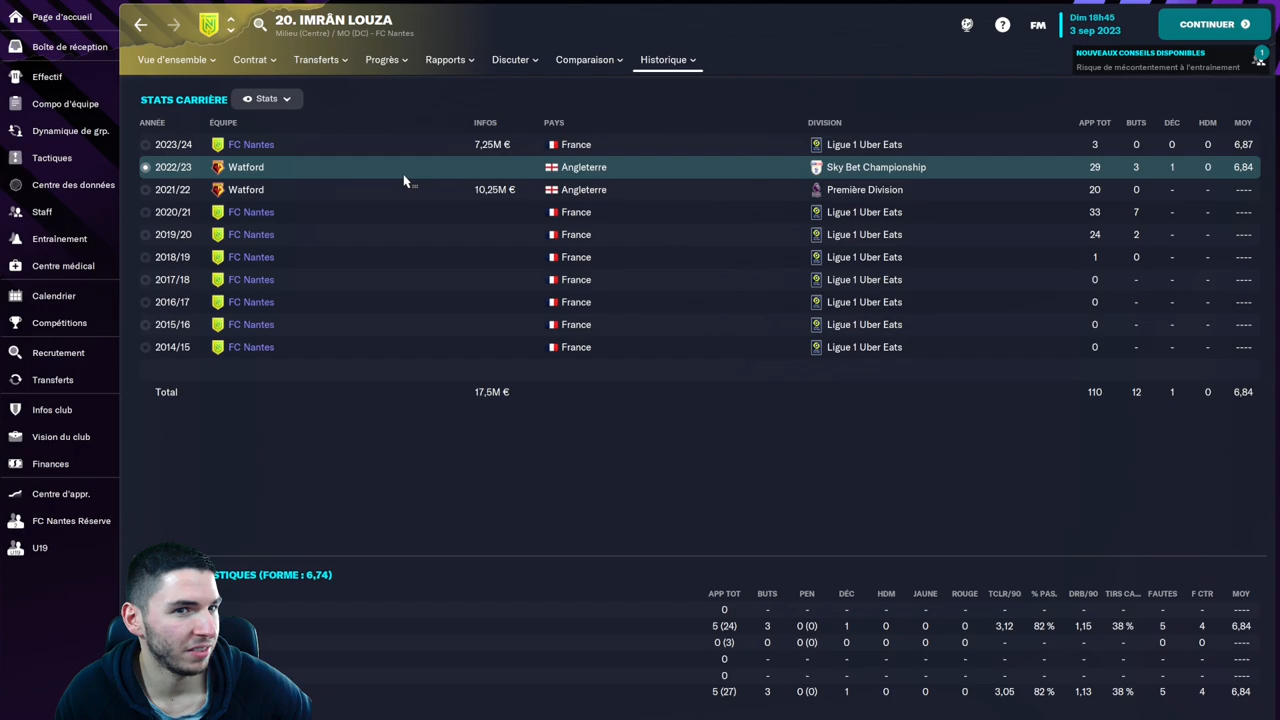 Page d'accueil
Boîte de réception
Effectif
Compo d'équipe
Dynamique de grp.
Tactiques
Centre des données
Staff
Entraînement
Centre médical
Calendrier
Compétitions
Recrutement
Transferts
Infos club
Vision du club
Finances
Centre d'appr.
FC Nantes Réserve
U19
20. IMRÂN LOUZA
Milieu (Centre) / MO (DC) - FC Nantes
FM
Dim 18h45
3 sep 2023
CONTINUER
NOUVEAUX CONSEILS DISPONIBLES 1
Risque de mécontentement à l'entraînement
Vue d'ensemble Contrat Transferts Progrès Rapports Discuter Comparaison Historique
STATS CARRIÈRE Stats
ANNÉE ÉQUIPE INFOS PAYS DIVISION APP TOT BUTS DÉC HDM MOY
2023/24 FC Nantes 7,25M € France Ligue 1 Uber Eats 3 0 0 0 6,87
2022/23 Watford Angleterre Sky Bet Championship 29 3 1 0 6,84
2021/22 Watford 10,25M € Angleterre Première Division 20 0 - - ----
2020/21 FC Nantes France Ligue 1 Uber Eats 33 7 - - ----
2019/20 FC Nantes France Ligue 1 Uber Eats 24 2 - - ----
2018/19 FC Nantes France Ligue 1 Uber Eats 1 0 - - ----
2017/18 FC Nantes France Ligue 1 Uber Eats 0 - - - ----
2016/17 FC Nantes France Ligue 1 Uber Eats 0 - - - ----
2015/16 FC Nantes France Ligue 1 Uber Eats 0 - - - ----
2014/15 FC Nantes France Ligue 1 Uber Eats 0 - - - ----
Total 17,5M € 110 12 1 0 6,84
STIQUES (FORME : 6,74)
APP TOT BUTS PEN DÉC HDM JAUNE ROUGE TCLR/90 % PAS. DRB/90 TIRS CA... FAUTES F CTR MOY
0 - - - - - - - - - - - - ----
5 (24) 3 0 (0) 1 0 0 0 3,12 82 % 1,15 38 % 5 4 6,84
0 (3) - - - - - - - - - - 0 0 ----
0 - - - - - - - - - - - - ----
0 - - - - - - - - - - - - ----
5 (27) 3 0 (0) 1 0 0 0 3,05 82 % 1,13 38 % 5 4 6,84